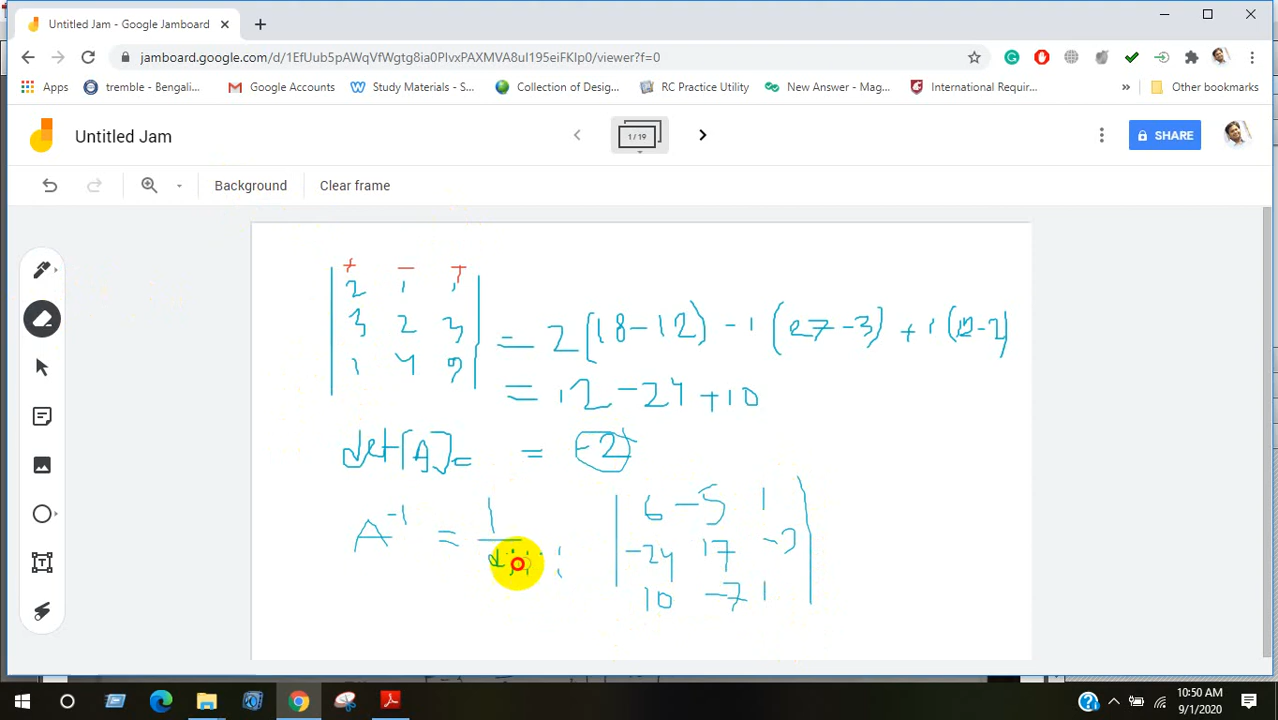 Untitled Jam - Google Jamboard
jamboard.google.com/d/1EfUub5pAWgVfWgtg8ia0PIvxPAXMVA8uI195eiFKIp0/viewer?f=0
Apps tremble - Bengali... Gmail Google Accounts Study Materials - S... Collection of Desig... RC Practice Utility New Answer - Mag... International Requir... » Other bookmarks
Untitled Jam
1 / 19
SHARE
Background Clear frame
+ − +
2 1 1
3 2 3 = 2(18-12) -1(27-3) +1(12-2)
1 4 9
= 12 -24 +10
det[A] = = -2
A⁻¹ = 1
6 -5 1
-24 17 -3
10 -7 1
10:50 AM
9/1/2020